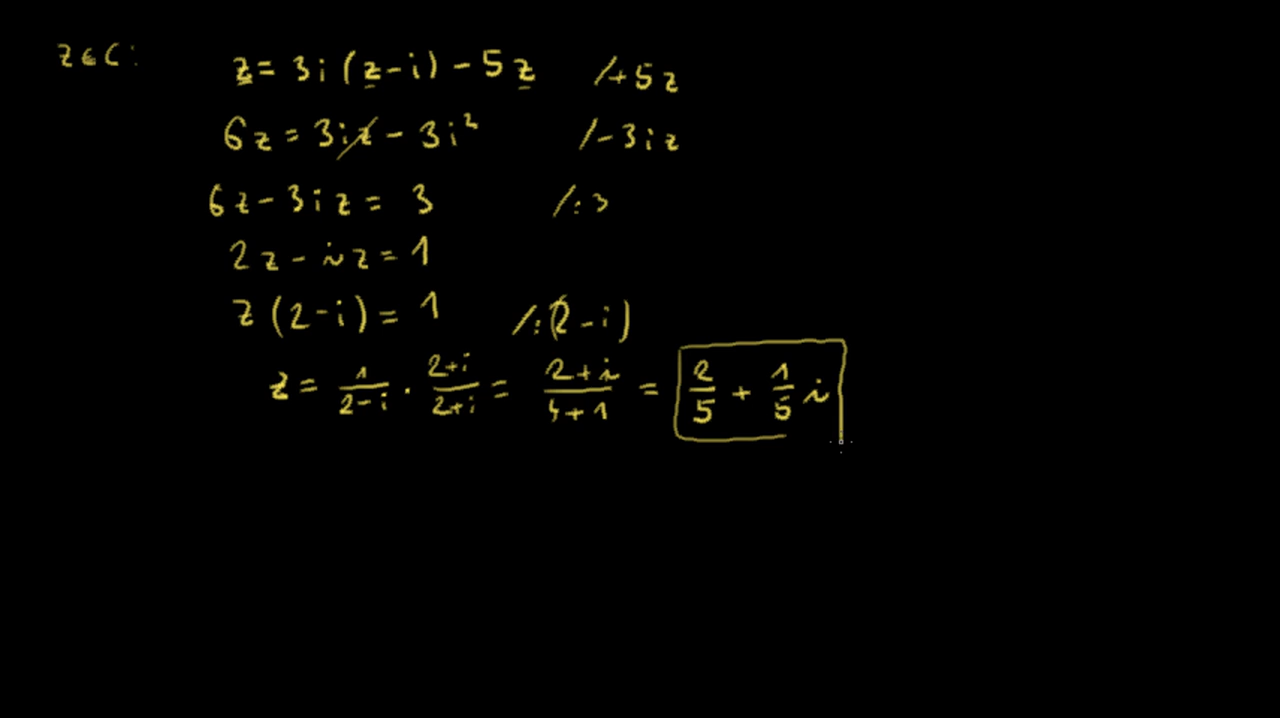 z ∈ C: z = 3i(z-i) - 5z /+5z
6z = 3iz - 3i² /-3iz
6z - 3iz = 3 /:3
2z - iz = 1
z(2-i) = 1 /:(2-i)
z = 1/(2-i) · (2+i)/(2+i) = (2+i)/(4+1) = 2/5 + 1/5 i